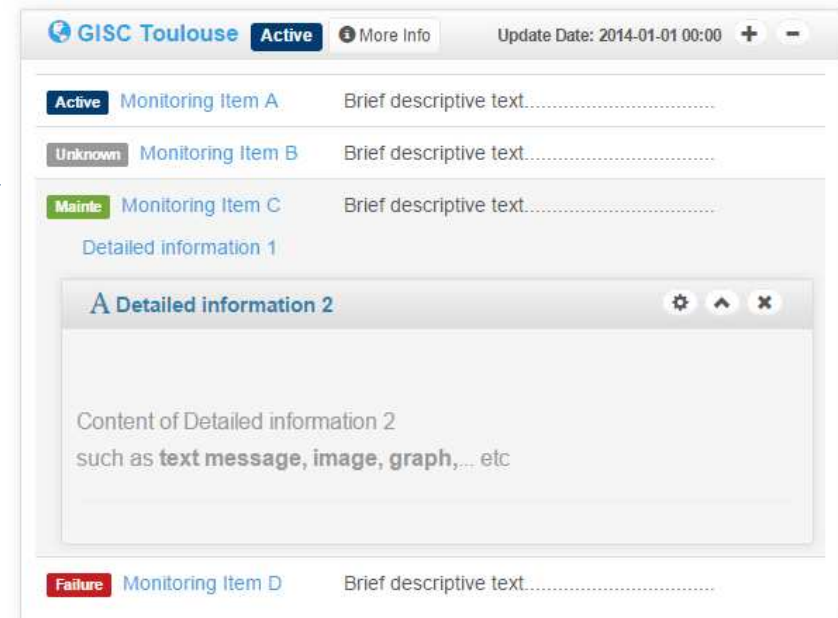 GISC Toulouse Active More Info Update Date: 2014-01-01 00:00
Active Monitoring Item A Brief descriptive text.................................
Unknown Monitoring Item B Brief descriptive text.................................
Mainte Monitoring Item C Brief descriptive text.................................
Detailed information 1
A Detailed information 2
Content of Detailed information 2
such as text message, image, graph,... etc
Failure Monitoring Item D Brief descriptive text.................................